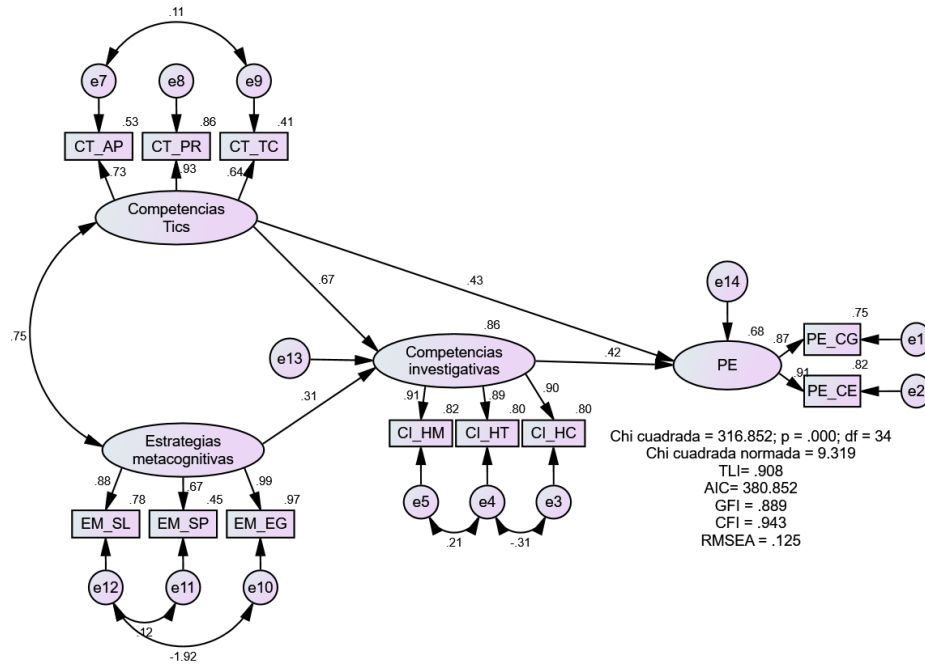 .11
e7
e8
e9
.53
.86
.41
CT_AP
CT_PR
CT_TC
.73
.93
.64
Competencias
Tics
.75
.67
.43
e14
e13
.86
Competencias
investigativas
.42
.68
PE
.87
.75
PE_CG
e1
.91
.82
PE_CE
e2
.31
.91
.89
.90
.82
.80
.80
CI_HM
CI_HT
CI_HC
e5
e4
e3
.21
-.31
Estrategias
metacognitivas
.88
.67
.99
.78
.45
.97
EM_SL
EM_SP
EM_EG
e12
e11
e10
.12
-1.92
Chi cuadrada = 316.852; p = .000; df = 34
Chi cuadrada normada = 9.319
TLI= .908
AIC= 380.852
GFI = .889
CFI = .943
RMSEA = .125